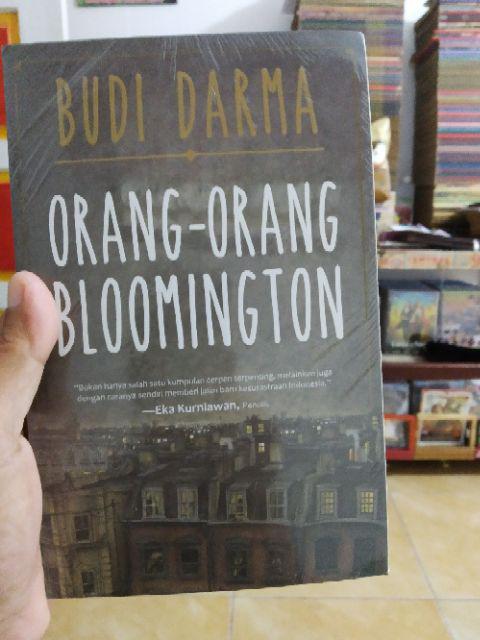 BUDI DARMA
ORANG-ORANG
BLOOMINGTON
"Bukan hanya salah satu kumpulan cerpen terpenting, melainkan juga
dengan caranya sendiri memberi jalan baru kesusastraan Indonesia."
—Eka Kurniawan, Penulis